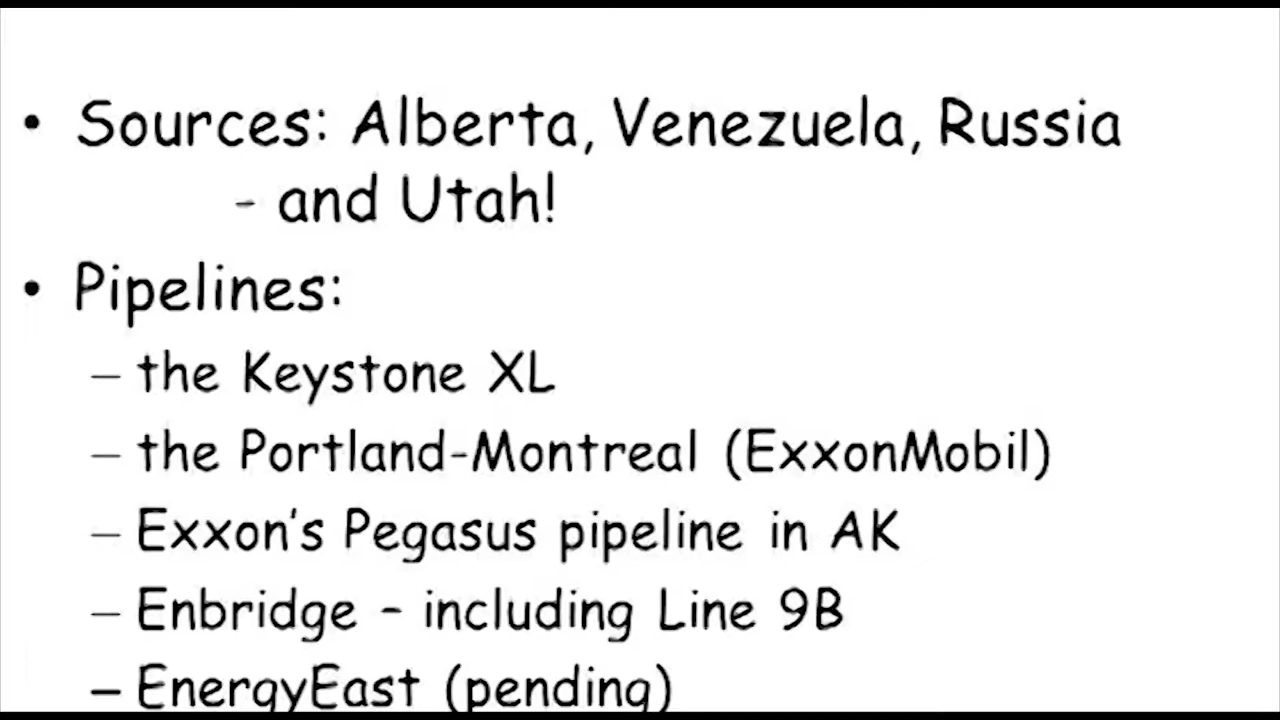 • Sources: Alberta, Venezuela, Russia
- and Utah!
• Pipelines:
– the Keystone XL
– the Portland-Montreal (ExxonMobil)
– Exxon's Pegasus pipeline in AK
– Enbridge – including Line 9B
– EnergyEast (pending)